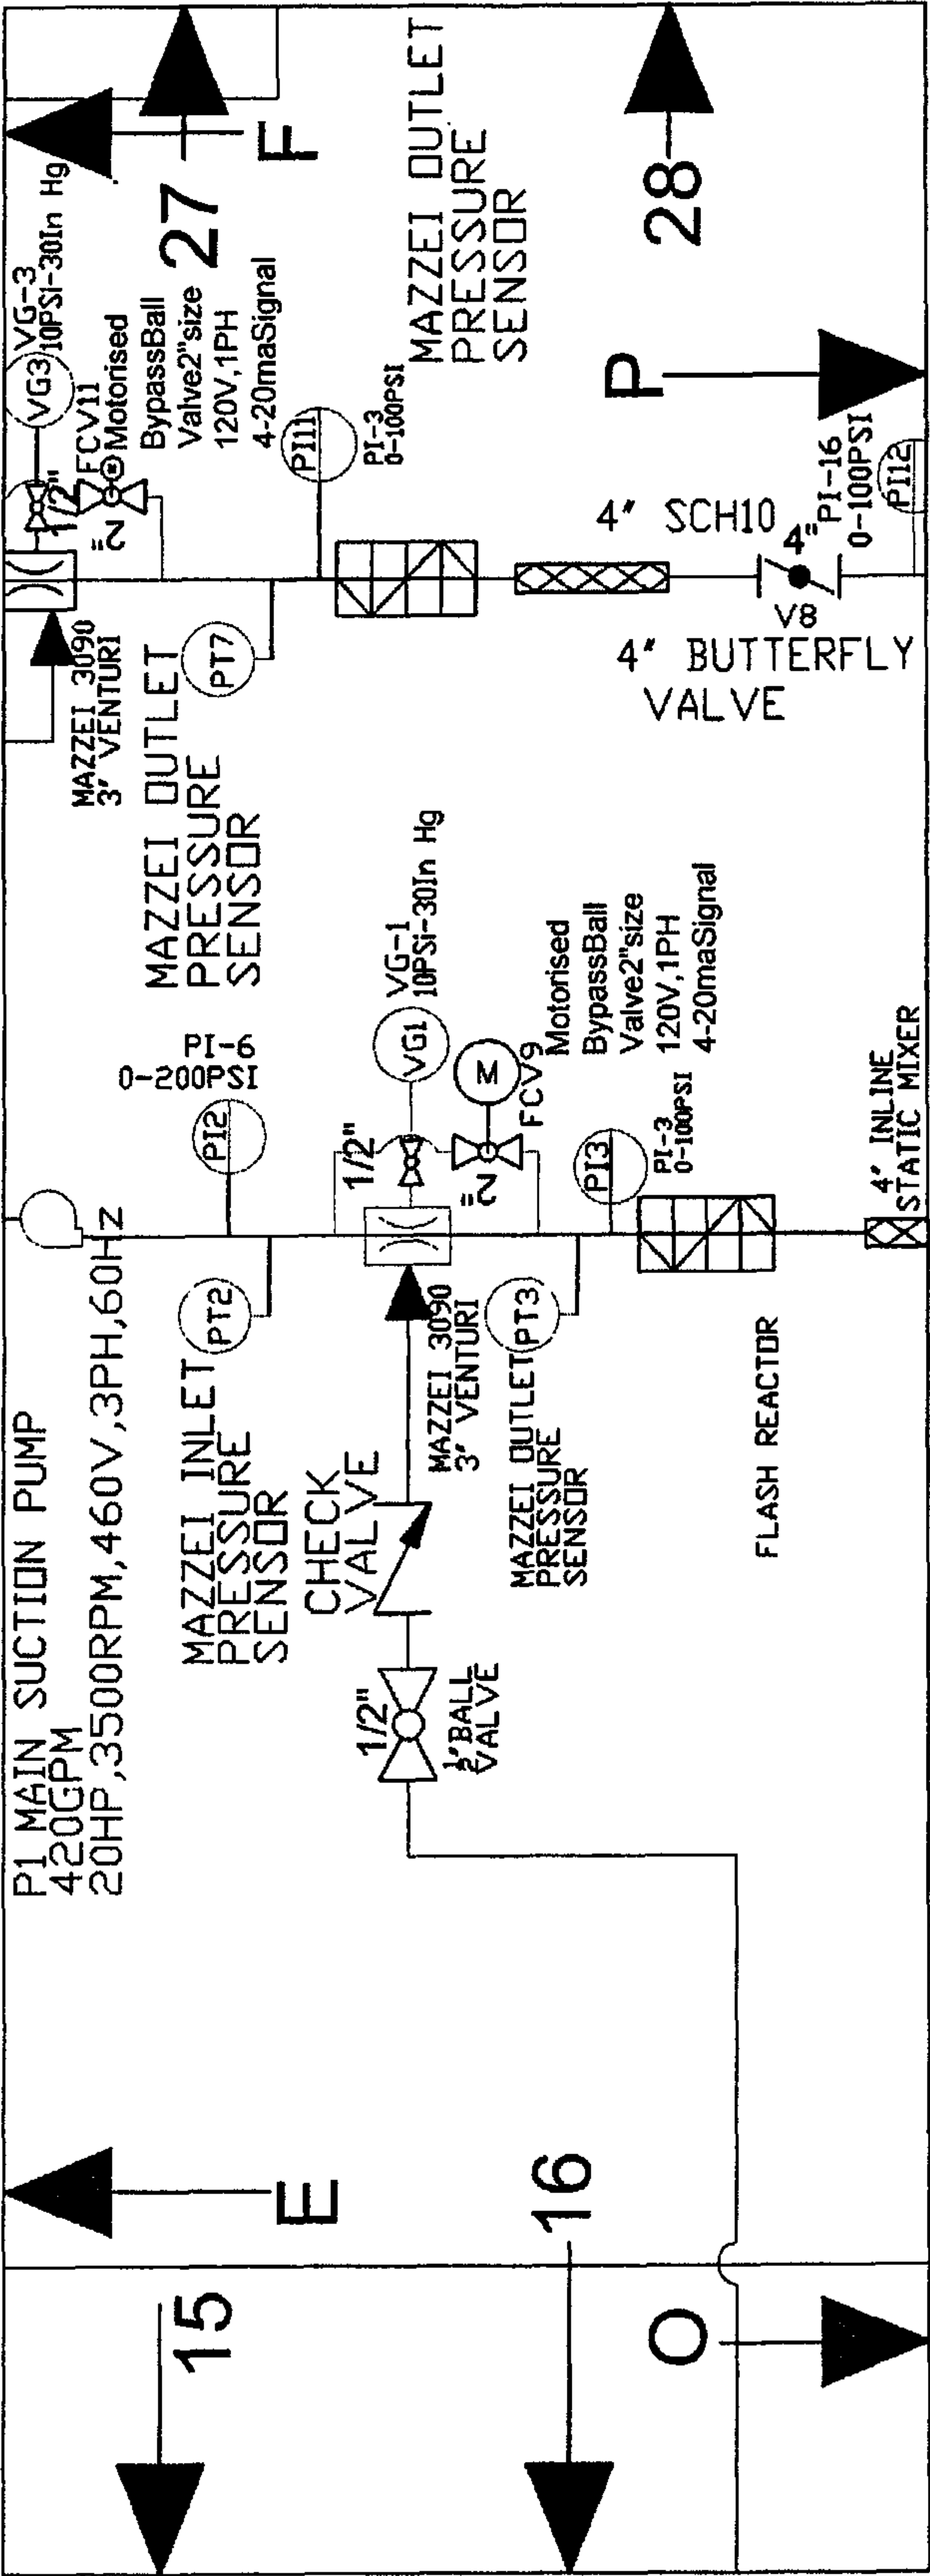 P1 MAIN SUCTION PUMP
420GPM
20HP,3500RPM,460V,3PH,60HZ
MAZZEI INLET
PRESSURE
SENSOR
PT2
PI2
PI-6
0-200PSI
CHECK
VALVE
1/2"
1/2" BALL
VALVE
MAZZEI 3090
3" VENTURI
1/2"
VG1
VG-1
10PSi-30In Hg
2"
M
FCV9
Motorised
BypassBall
Valve2"size
120V,1PH
4-20maSignal
MAZZEI OUTLET
PRESSURE
SENSOR
PT3
PI3
PI-3
0-100PSI
FLASH REACTOR
4" INLINE
STATIC MIXER
MAZZEI 3090
3" VENTURI
1/2"
VG3
VG-3
10PSi-30In Hg
2"
FCV11
Motorised
BypassBall
Valve2"size
120V,1PH
4-20maSignal
MAZZEI OUTLET
PRESSURE
SENSOR
PT7
PI11
PI-3
0-100PSI
MAZZEI OUTLET
PRESSURE
SENSOR
4" SCH10
4"
V8
4" BUTTERFLY
VALVE
PI-16
0-100PSI
PI12
27
F
28
P
E
15
16
O